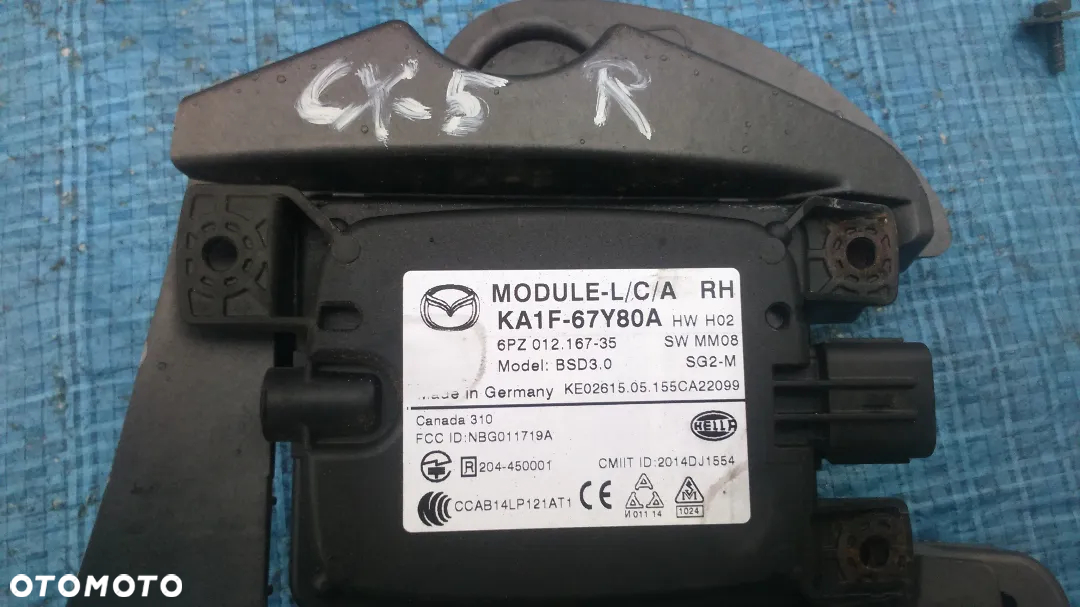 CX-5 R
MODULE-L/C/A RH
KA1F-67Y80A HW H02
6PZ 012.167-35 SW MM08
Model: BSD3.0 SG2-M
in Germany KE02615.05.155CA22099
Canada 310
FCC ID:NBG011719A
HELLA
R 204-450001 CMIIT ID:2014DJ1554
CCAB14LP121AT1 CE
И 011 14
1024
OTOMOTO